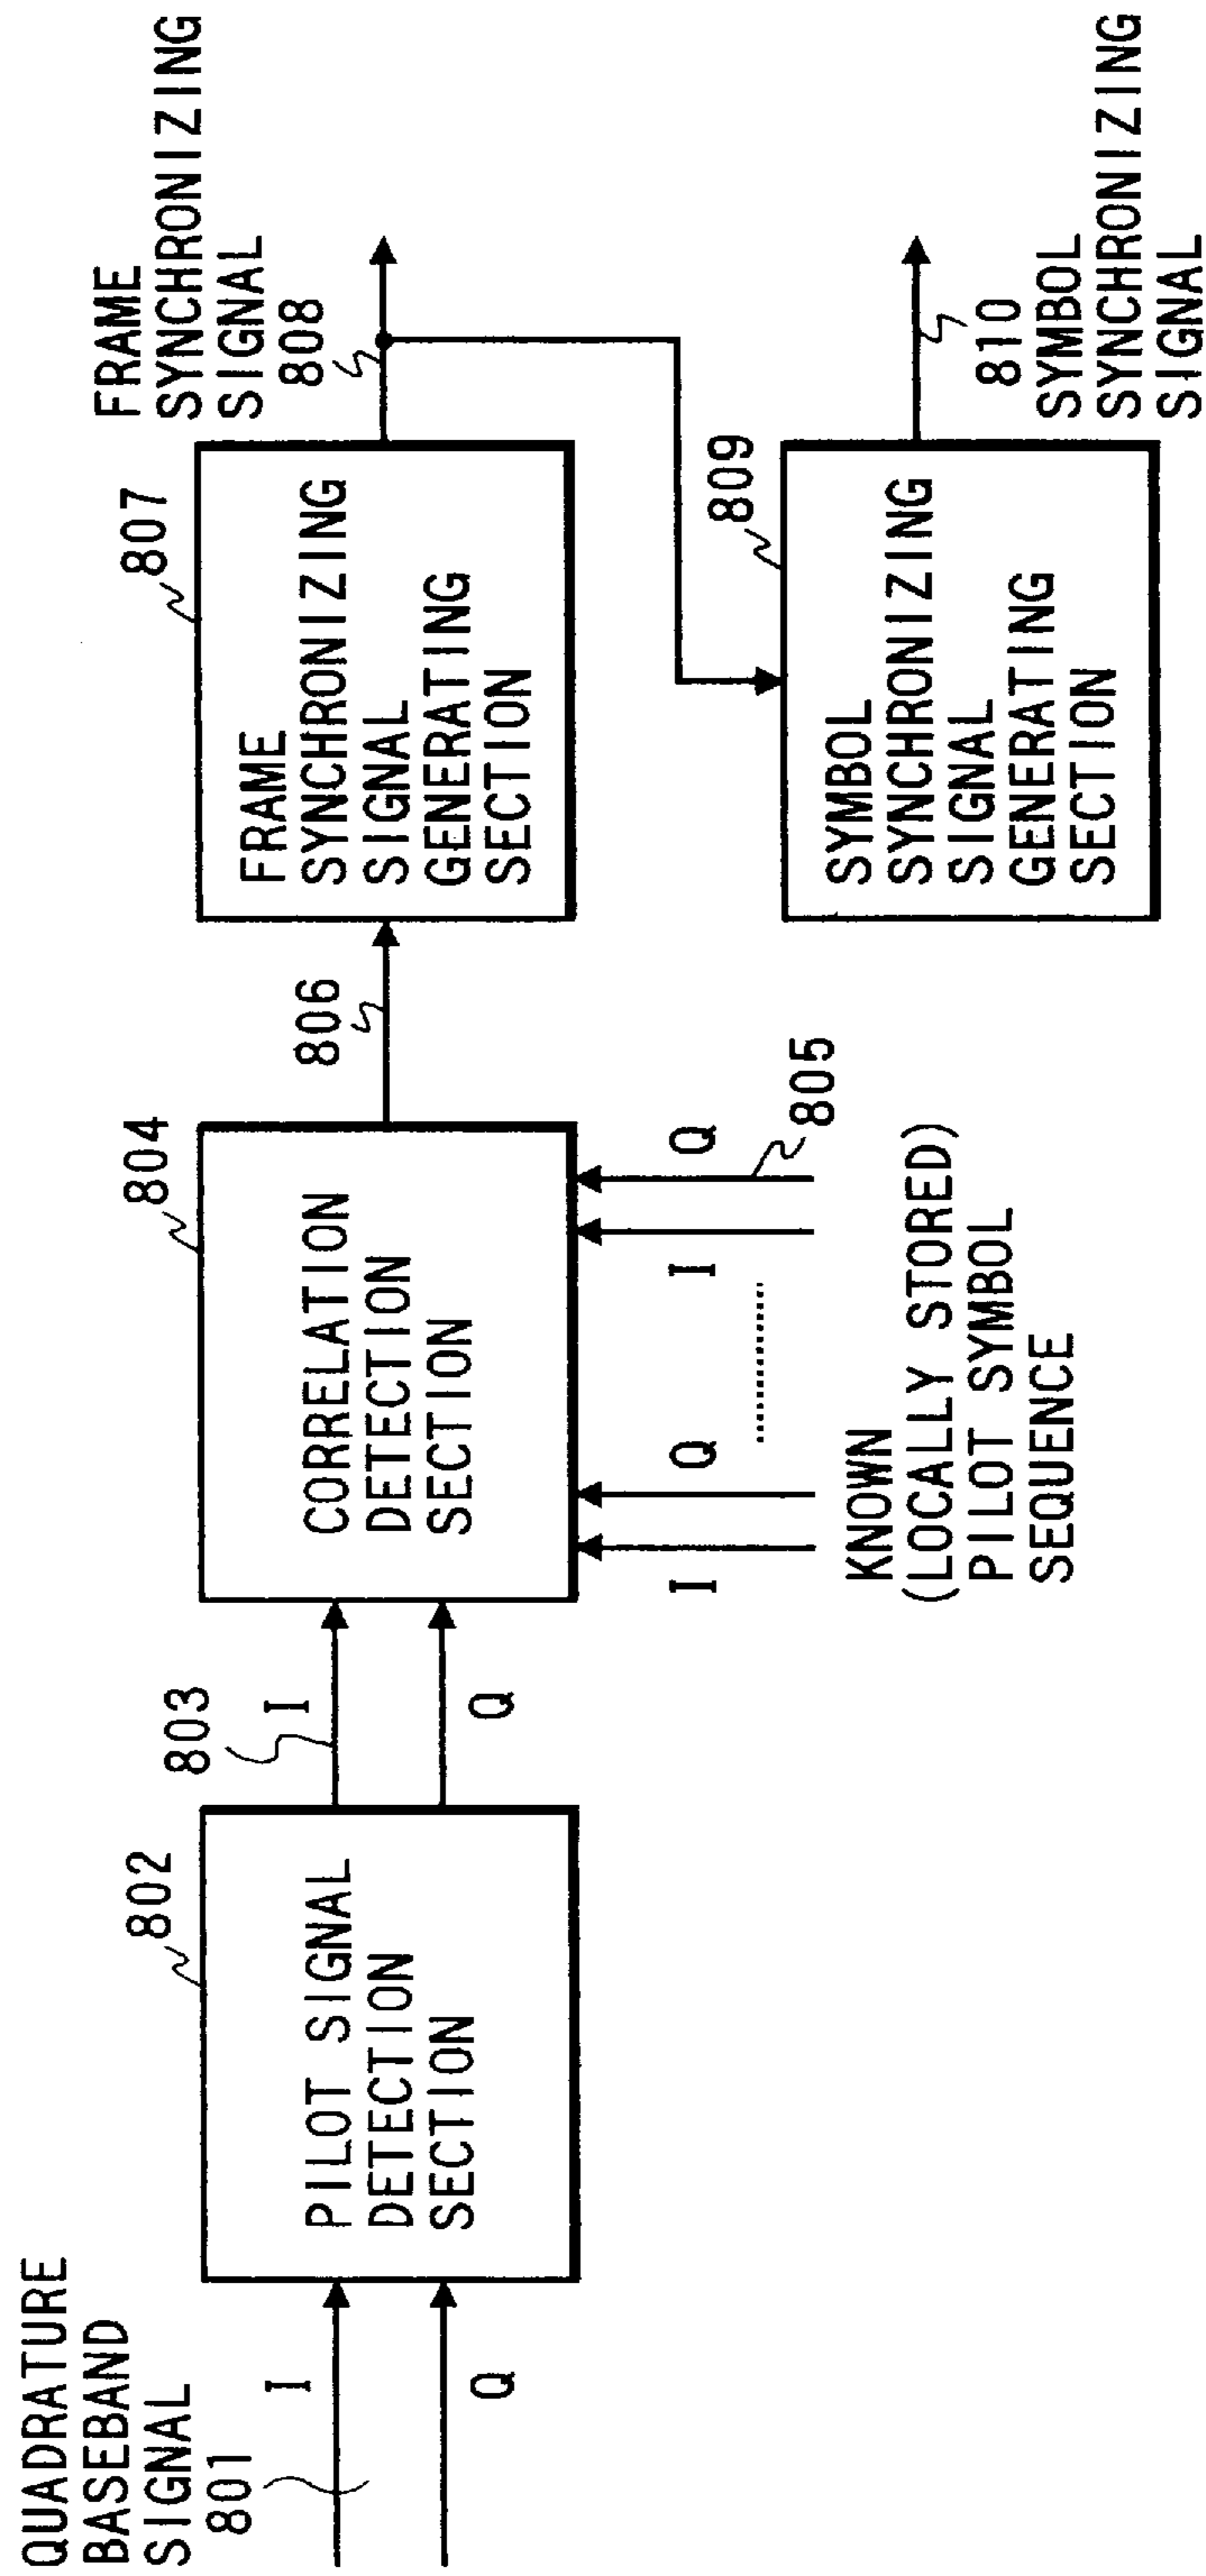 QUADRATURE
BASEBAND
SIGNAL
801
I
Q
802
PILOT SIGNAL
DETECTION
SECTION
803
I
Q
804
CORRELATION
DETECTION
SECTION
I
Q
I
Q
805
KNOWN
(LOCALLY STORED)
PILOT SYMBOL
SEQUENCE
806
807
FRAME
SYNCHRONIZING
SIGNAL
GENERATING
SECTION
FRAME
SYNCHRONIZING
SIGNAL
808
809
SYMBOL
SYNCHRONIZING
SIGNAL
GENERATING
SECTION
810
SYMBOL
SYNCHRONIZING
SIGNAL